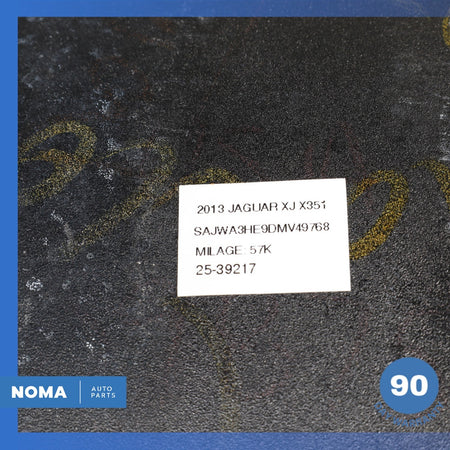 2013 JAGUAR XJ X351
SAJWA3HE9DMV49768
MILAGE: 57K
25-39217
NOMA
AUTO
PARTS
90